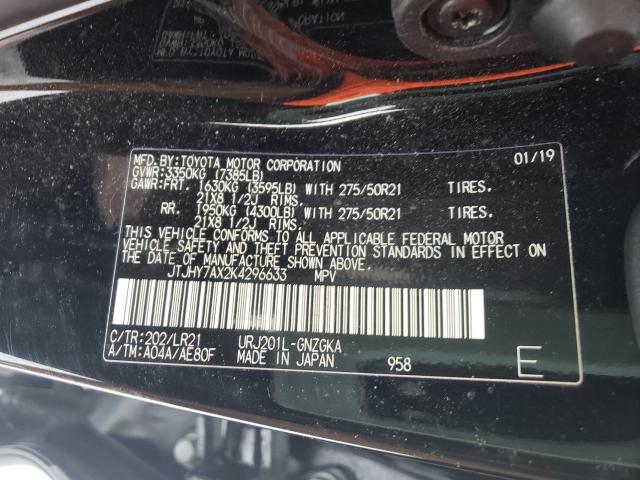 MFD.BY:TOYOTA MOTOR CORPORATION 01/19
GVWR:3350KG (7385LB)
GAWR:FRT. 1630KG (3595LB) WITH 275/50R21 TIRES.
21X8 1/2J RIMS.
RR. 1950KG (4300LB) WITH 275/50R21 TIRES.
21X8 1/2J RIMS.
THIS VEHICLE CONFORMS TO ALL APPLICABLE FEDERAL MOTOR
VEHICLE SAFETY AND THEFT PREVENTION STANDARDS IN EFFECT ON
THE DATE OF MANUFACTURE SHOWN ABOVE.
JTJHY7AX2K4296633 MPV
C/TR:202/LR21 URJ201L-GNZGKA
A/TM:A04A/AE80F MADE IN JAPAN 958 E